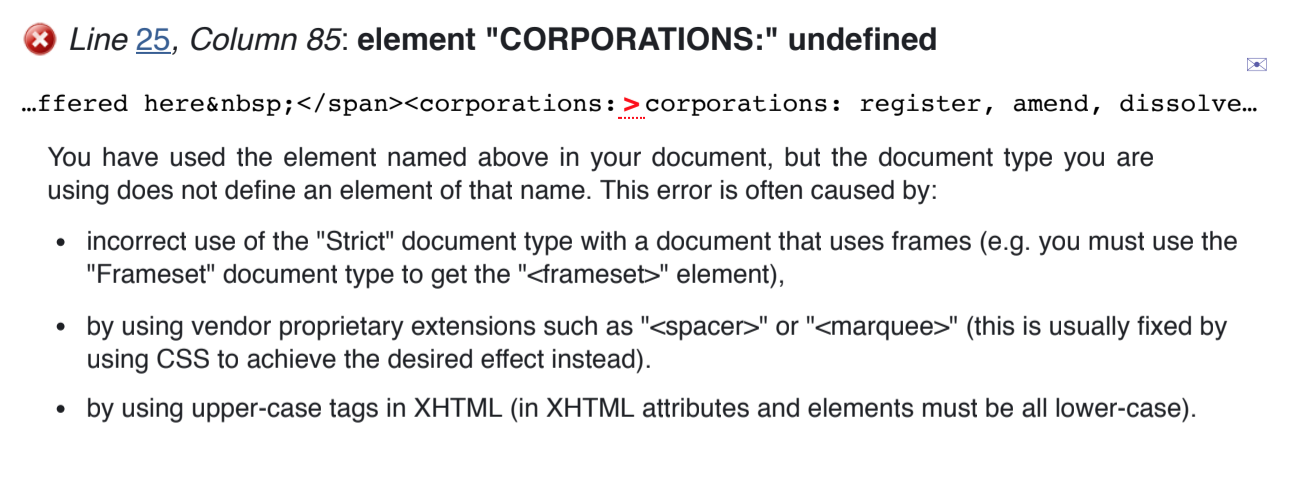 Line 25, Column 85: element "CORPORATIONS:" undefined
…ffered here&nbsp;</span><corporations:>corporations: register, amend, dissolve…
You have used the element named above in your document, but the document type you are
using does not define an element of that name. This error is often caused by:
• incorrect use of the "Strict" document type with a document that uses frames (e.g. you must use the
"Frameset" document type to get the "<frameset>" element),
• by using vendor proprietary extensions such as "<spacer>" or "<marquee>" (this is usually fixed by
using CSS to achieve the desired effect instead).
• by using upper-case tags in XHTML (in XHTML attributes and elements must be all lower-case).